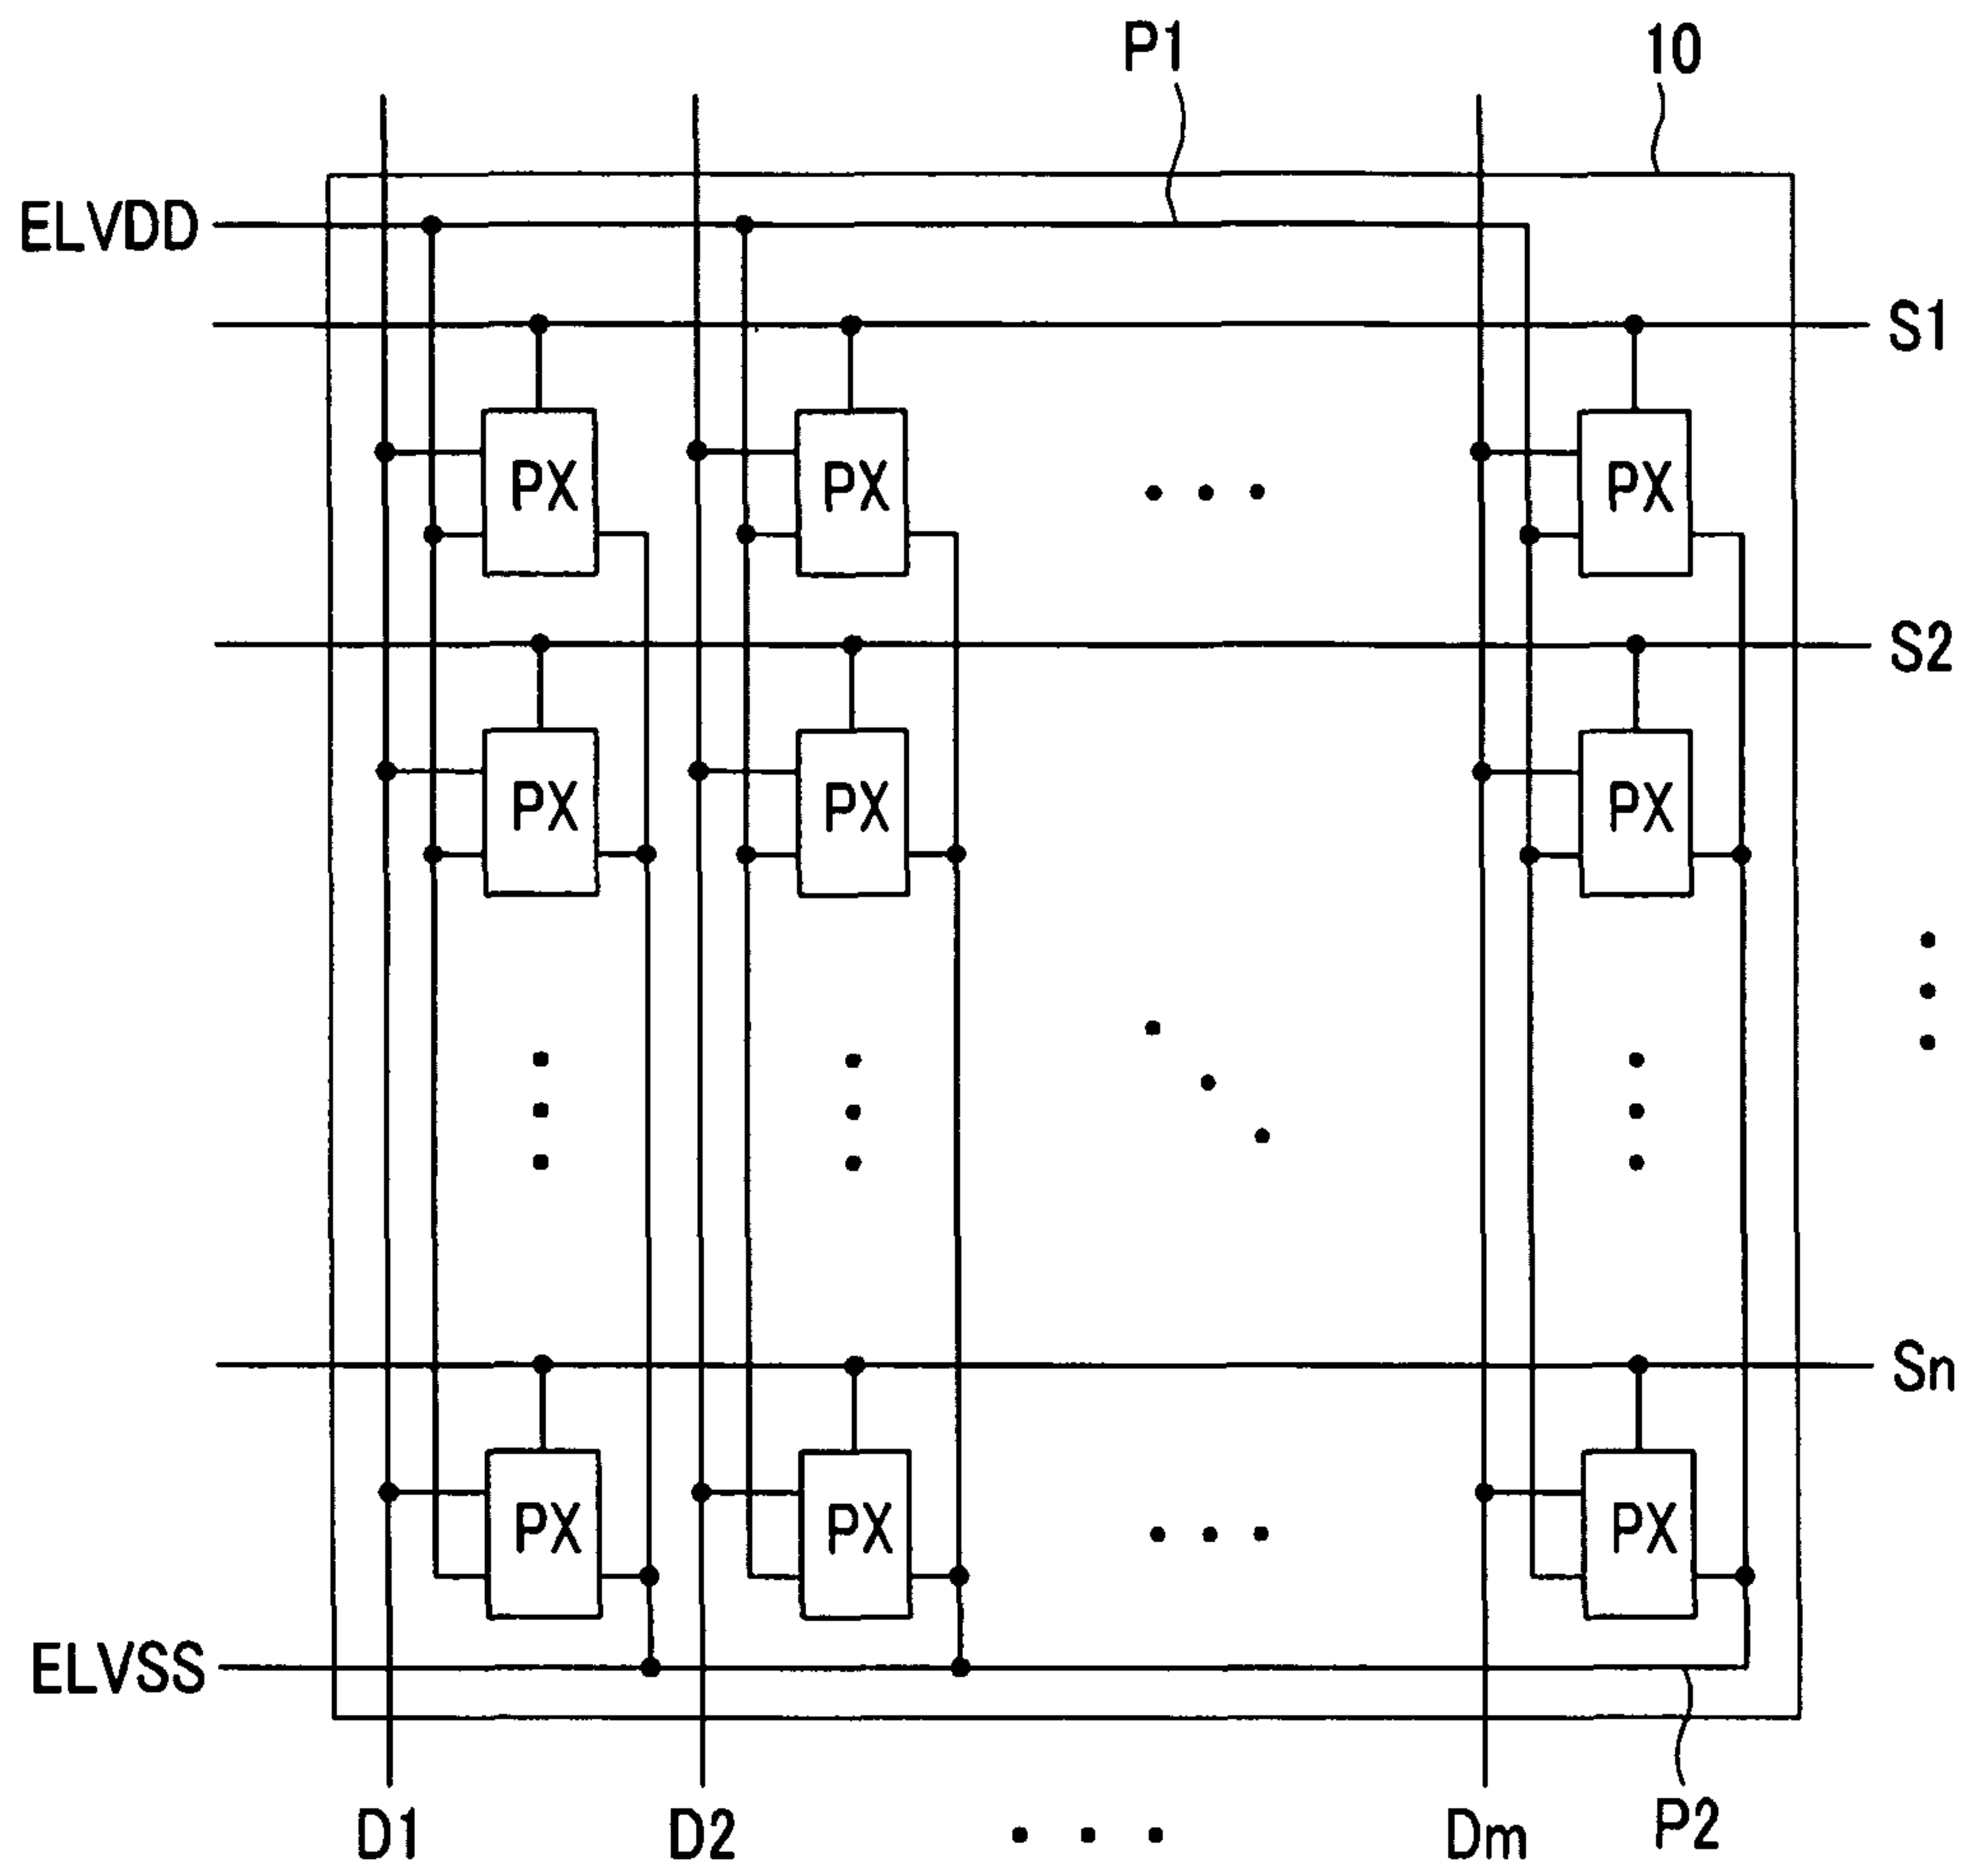 P1 10
ELVDD
S1
PX PX PX
S2
PX PX PX
Sn
PX PX PX
ELVSS
D1 D2 Dm P2